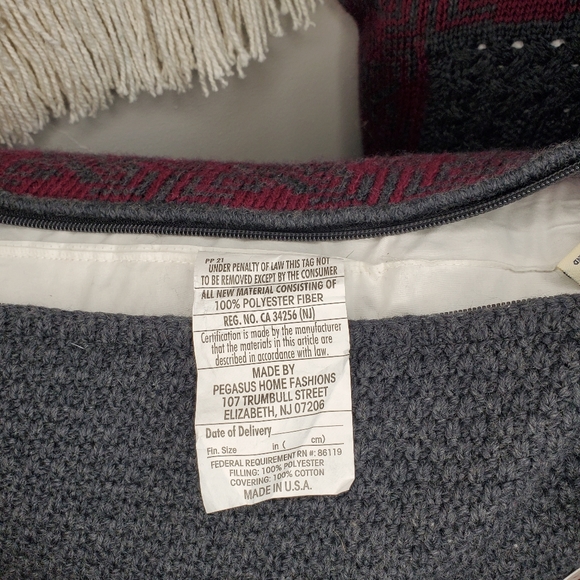 PP 21
UNDER PENALTY OF LAW THIS TAG NOT
TO BE REMOVED EXCEPT BY THE CONSUMER
ALL NEW MATERIAL CONSISTING OF
100% POLYESTER FIBER
REG. NO. CA 34256 (NJ)
Certification is made by the manufacturer
that the materials in this article are
described in accordance with law.
MADE BY
PEGASUS HOME FASHIONS
107 TRUMBULL STREET
ELIZABETH, NJ 07206
Date of Delivery
Fin. Size in ( cm)
FEDERAL REQUIREMENT RN #: 86119
FILLING: 100% POLYESTER
COVERING: 100% COTTON
MADE IN U.S.A.